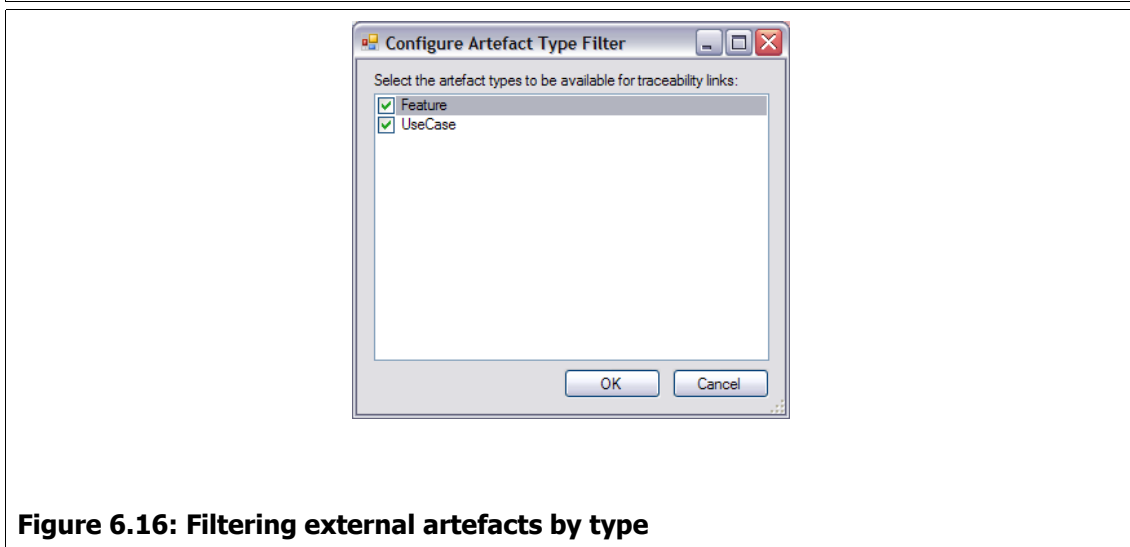 Configure Artefact Type Filter
Select the artefact types to be available for traceability links:
Feature
UseCase
OK Cancel
Figure 6.16: Filtering external artefacts by type